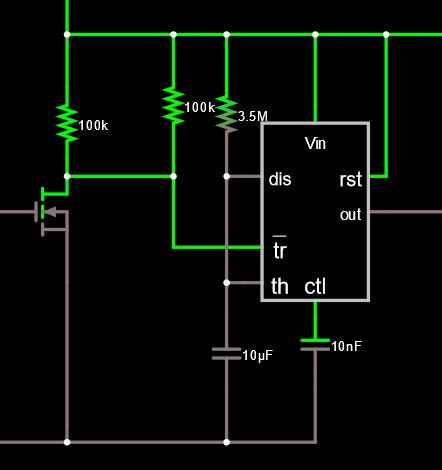 100k
100k
3.5M
Vin
dis
rst
out
tr
th
ctl
10µF
10nF